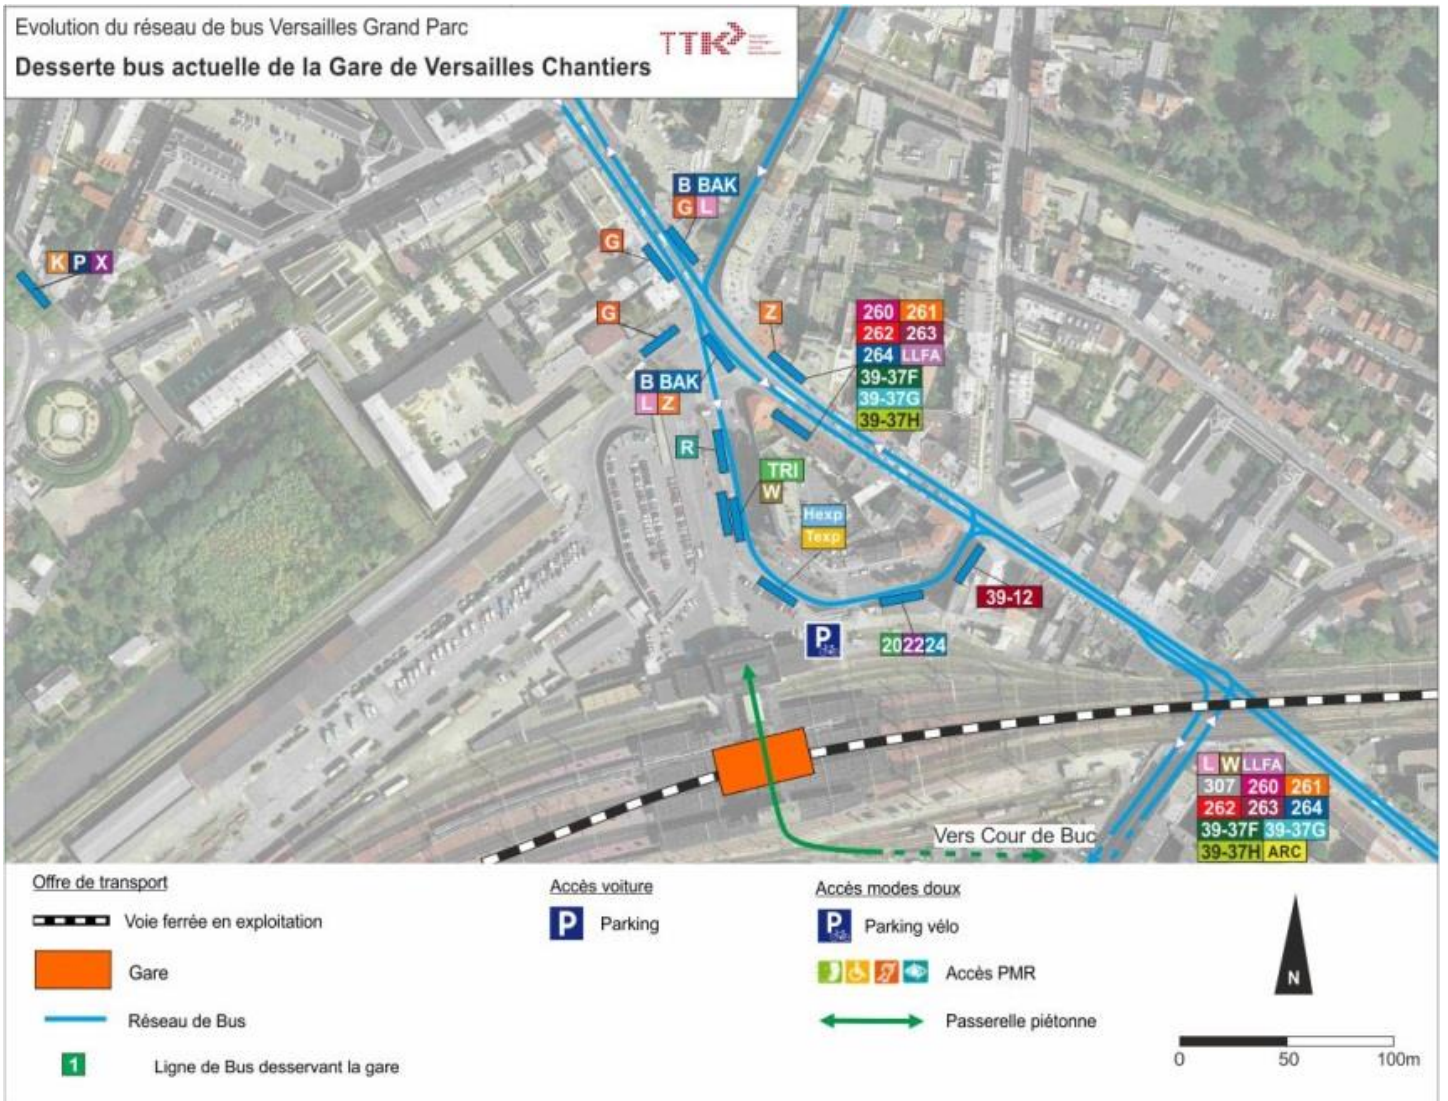 Evolution du réseau de bus Versailles Grand Parc
Desserte bus actuelle de la Gare de Versailles Chantiers
TTK
B BAK
G L
G
K P X
G
Z
260 261
262 263
264 LLFA
39-37F
39-37G
39-37H
B BAK
L Z
R
TRI
W
Hexp
Texp
39-12
P
20 22 24
L W LLFA
307 260 261
262 263 264
39-37F 39-37G
39-37H ARC
Vers Cour de Buc
Offre de transport
Voie ferrée en exploitation
Gare
Réseau de Bus
1 Ligne de Bus desservant la gare
Accès voiture
P Parking
Accès modes doux
P Parking vélo
Accès PMR
Passerelle piétonne
N
0 50 100m